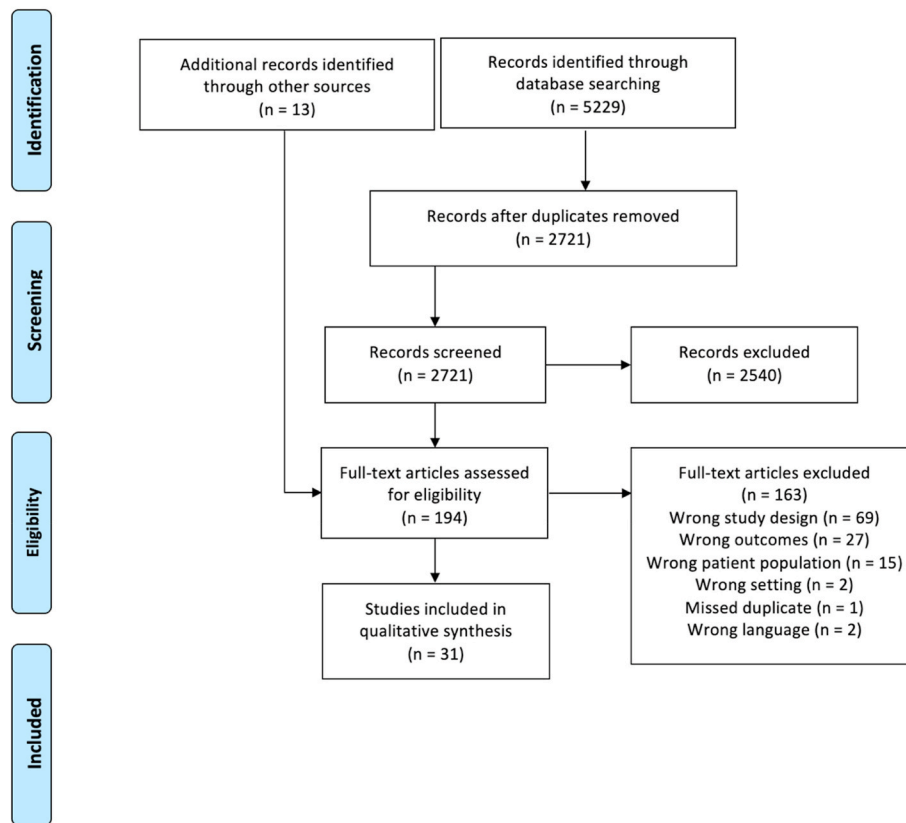 Identification
Additional records identified
through other sources
(n = 13)
Records identified through
database searching
(n = 5229)
Records after duplicates removed
(n = 2721)
Screening
Records screened
(n = 2721)
Records excluded
(n = 2540)
Eligibility
Full-text articles assessed
for eligibility
(n = 194)
Full-text articles excluded
(n = 163)
Wrong study design (n = 69)
Wrong outcomes (n = 27)
Wrong patient population (n = 15)
Wrong setting (n = 2)
Missed duplicate (n = 1)
Wrong language (n = 2)
Studies included in
qualitative synthesis
(n = 31)
Included